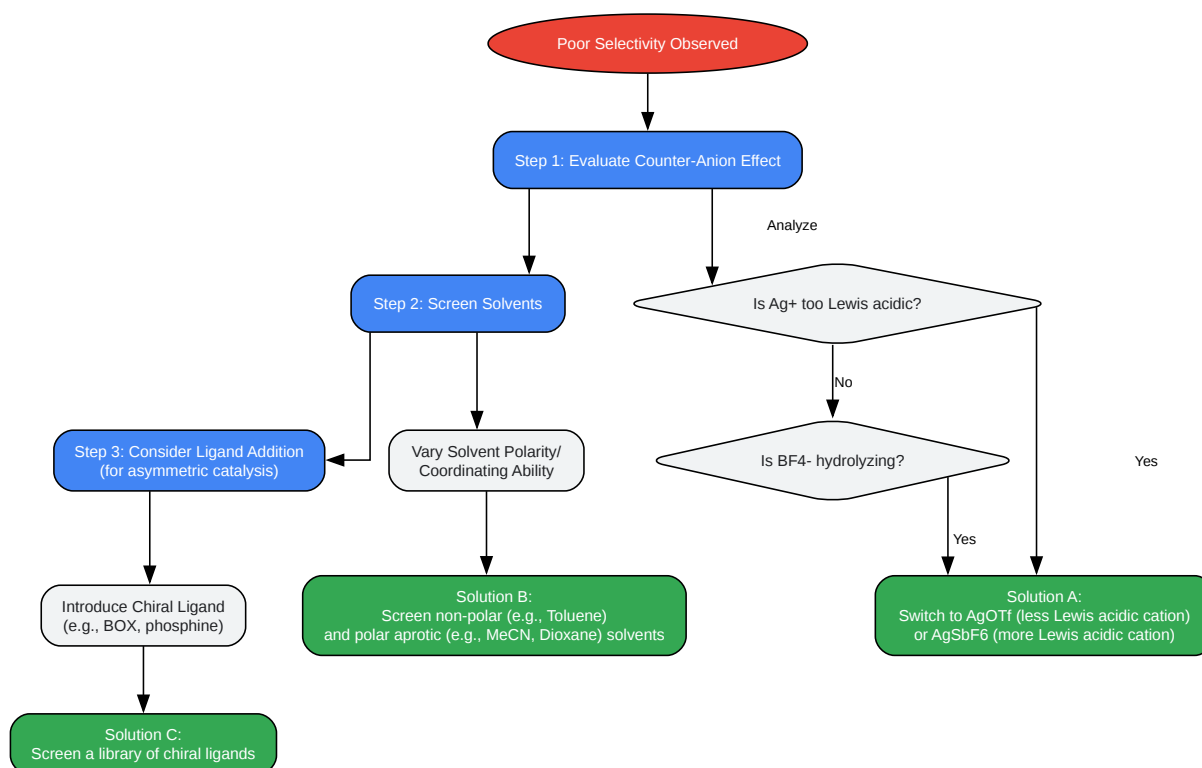 Poor Selectivity Observed
Step 1: Evaluate Counter-Anion Effect
Analyze
Step 2: Screen Solvents
Is Ag+ too Lewis acidic?
No
Step 3: Consider Ligand Addition
(for asymmetric catalysis)
Vary Solvent Polarity/
Coordinating Ability
Is BF4- hydrolyzing?
Yes
Yes
Introduce Chiral Ligand
(e.g., BOX, phosphine)
Solution B:
Screen non-polar (e.g., Toluene)
and polar aprotic (e.g., MeCN, Dioxane) solvents
Solution A:
Switch to AgOTf (less Lewis acidic cation)
or AgSbF6 (more Lewis acidic cation)
Solution C:
Screen a library of chiral ligands